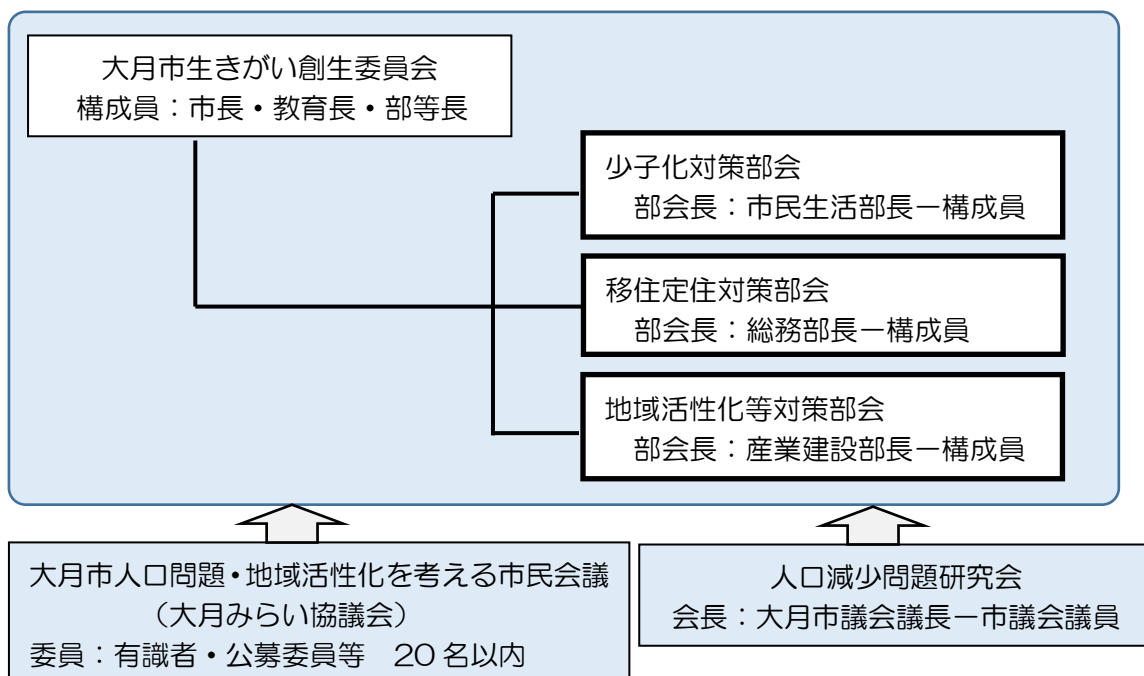 大月市生きがい創生委員会
構成員：市長・教育長・部等長
少子化対策部会
部会長：市民生活部長ー構成員
移住定住対策部会
部会長：総務部長ー構成員
地域活性化等対策部会
部会長：産業建設部長ー構成員
大月市人口問題・地域活性化を考える市民会議
（大月みらい協議会）
委員：有識者・公募委員等　20名以内
人口減少問題研究会
会長：大月市議会議長ー市議会議員